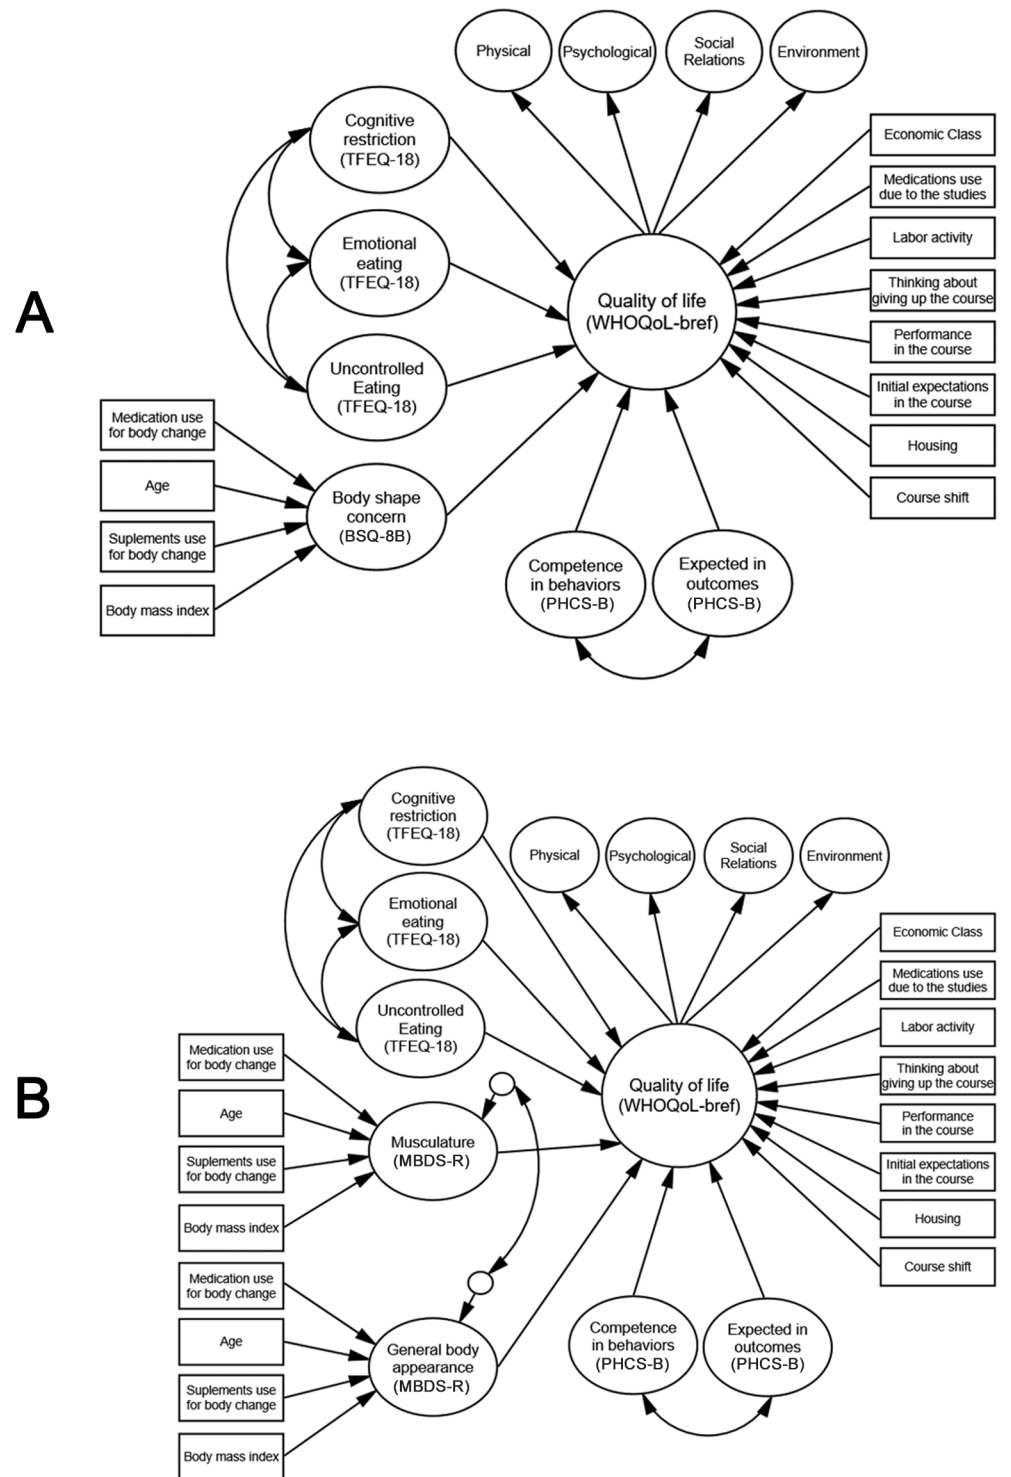 A
Physical
Psychological
Social
Relations
Environment
Cognitive
restriction
(TFEQ-18)
Emotional
eating
(TFEQ-18)
Uncontrolled
Eating
(TFEQ-18)
Medication use
for body change
Age
Suplements use
for body change
Body mass index
Body shape
concern
(BSQ-8B)
Quality of life
(WHOQoL-bref)
Economic Class
Medications use
due to the studies
Labor activity
Thinking about
giving up the course
Performance
in the course
Initial expectations
in the course
Housing
Course shift
Competence
in behaviors
(PHCS-B)
Expected in
outcomes
(PHCS-B)
B
Cognitive
restriction
(TFEQ-18)
Emotional
eating
(TFEQ-18)
Uncontrolled
Eating
(TFEQ-18)
Physical
Psychological
Social
Relations
Environment
Medication use
for body change
Age
Suplements use
for body change
Body mass index
Musculature
(MBDS-R)
Medication use
for body change
Age
Suplements use
for body change
Body mass index
General body
appearance
(MBDS-R)
Quality of life
(WHOQoL-bref)
Economic Class
Medications use
due to the studies
Labor activity
Thinking about
giving up the course
Performance
in the course
Initial expectations
in the course
Housing
Course shift
Competence
in behaviors
(PHCS-B)
Expected in
outcomes
(PHCS-B)